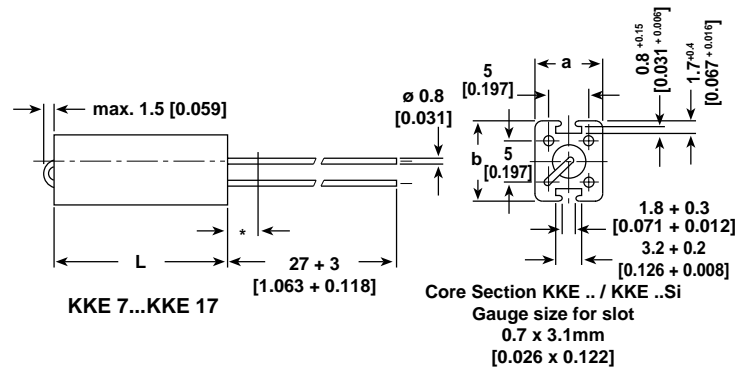 max. 1.5 [0.059]
ø 0.8
[0.031]
*
L
27 + 3
[1.063 + 0.118]
KKE 7...KKE 17
5
[0.197]
a
0.8 +0.15
[0.031 + 0.006]
1.7+0.4
[0.067 + 0.016]
b
5
[0.197]
1.8 + 0.3
[0.071 + 0.012]
3.2 + 0.2
[0.126 + 0.008]
Core Section KKE .. / KKE ..Si
Gauge size for slot
0.7 x 3.1mm
[0.026 x 0.122]